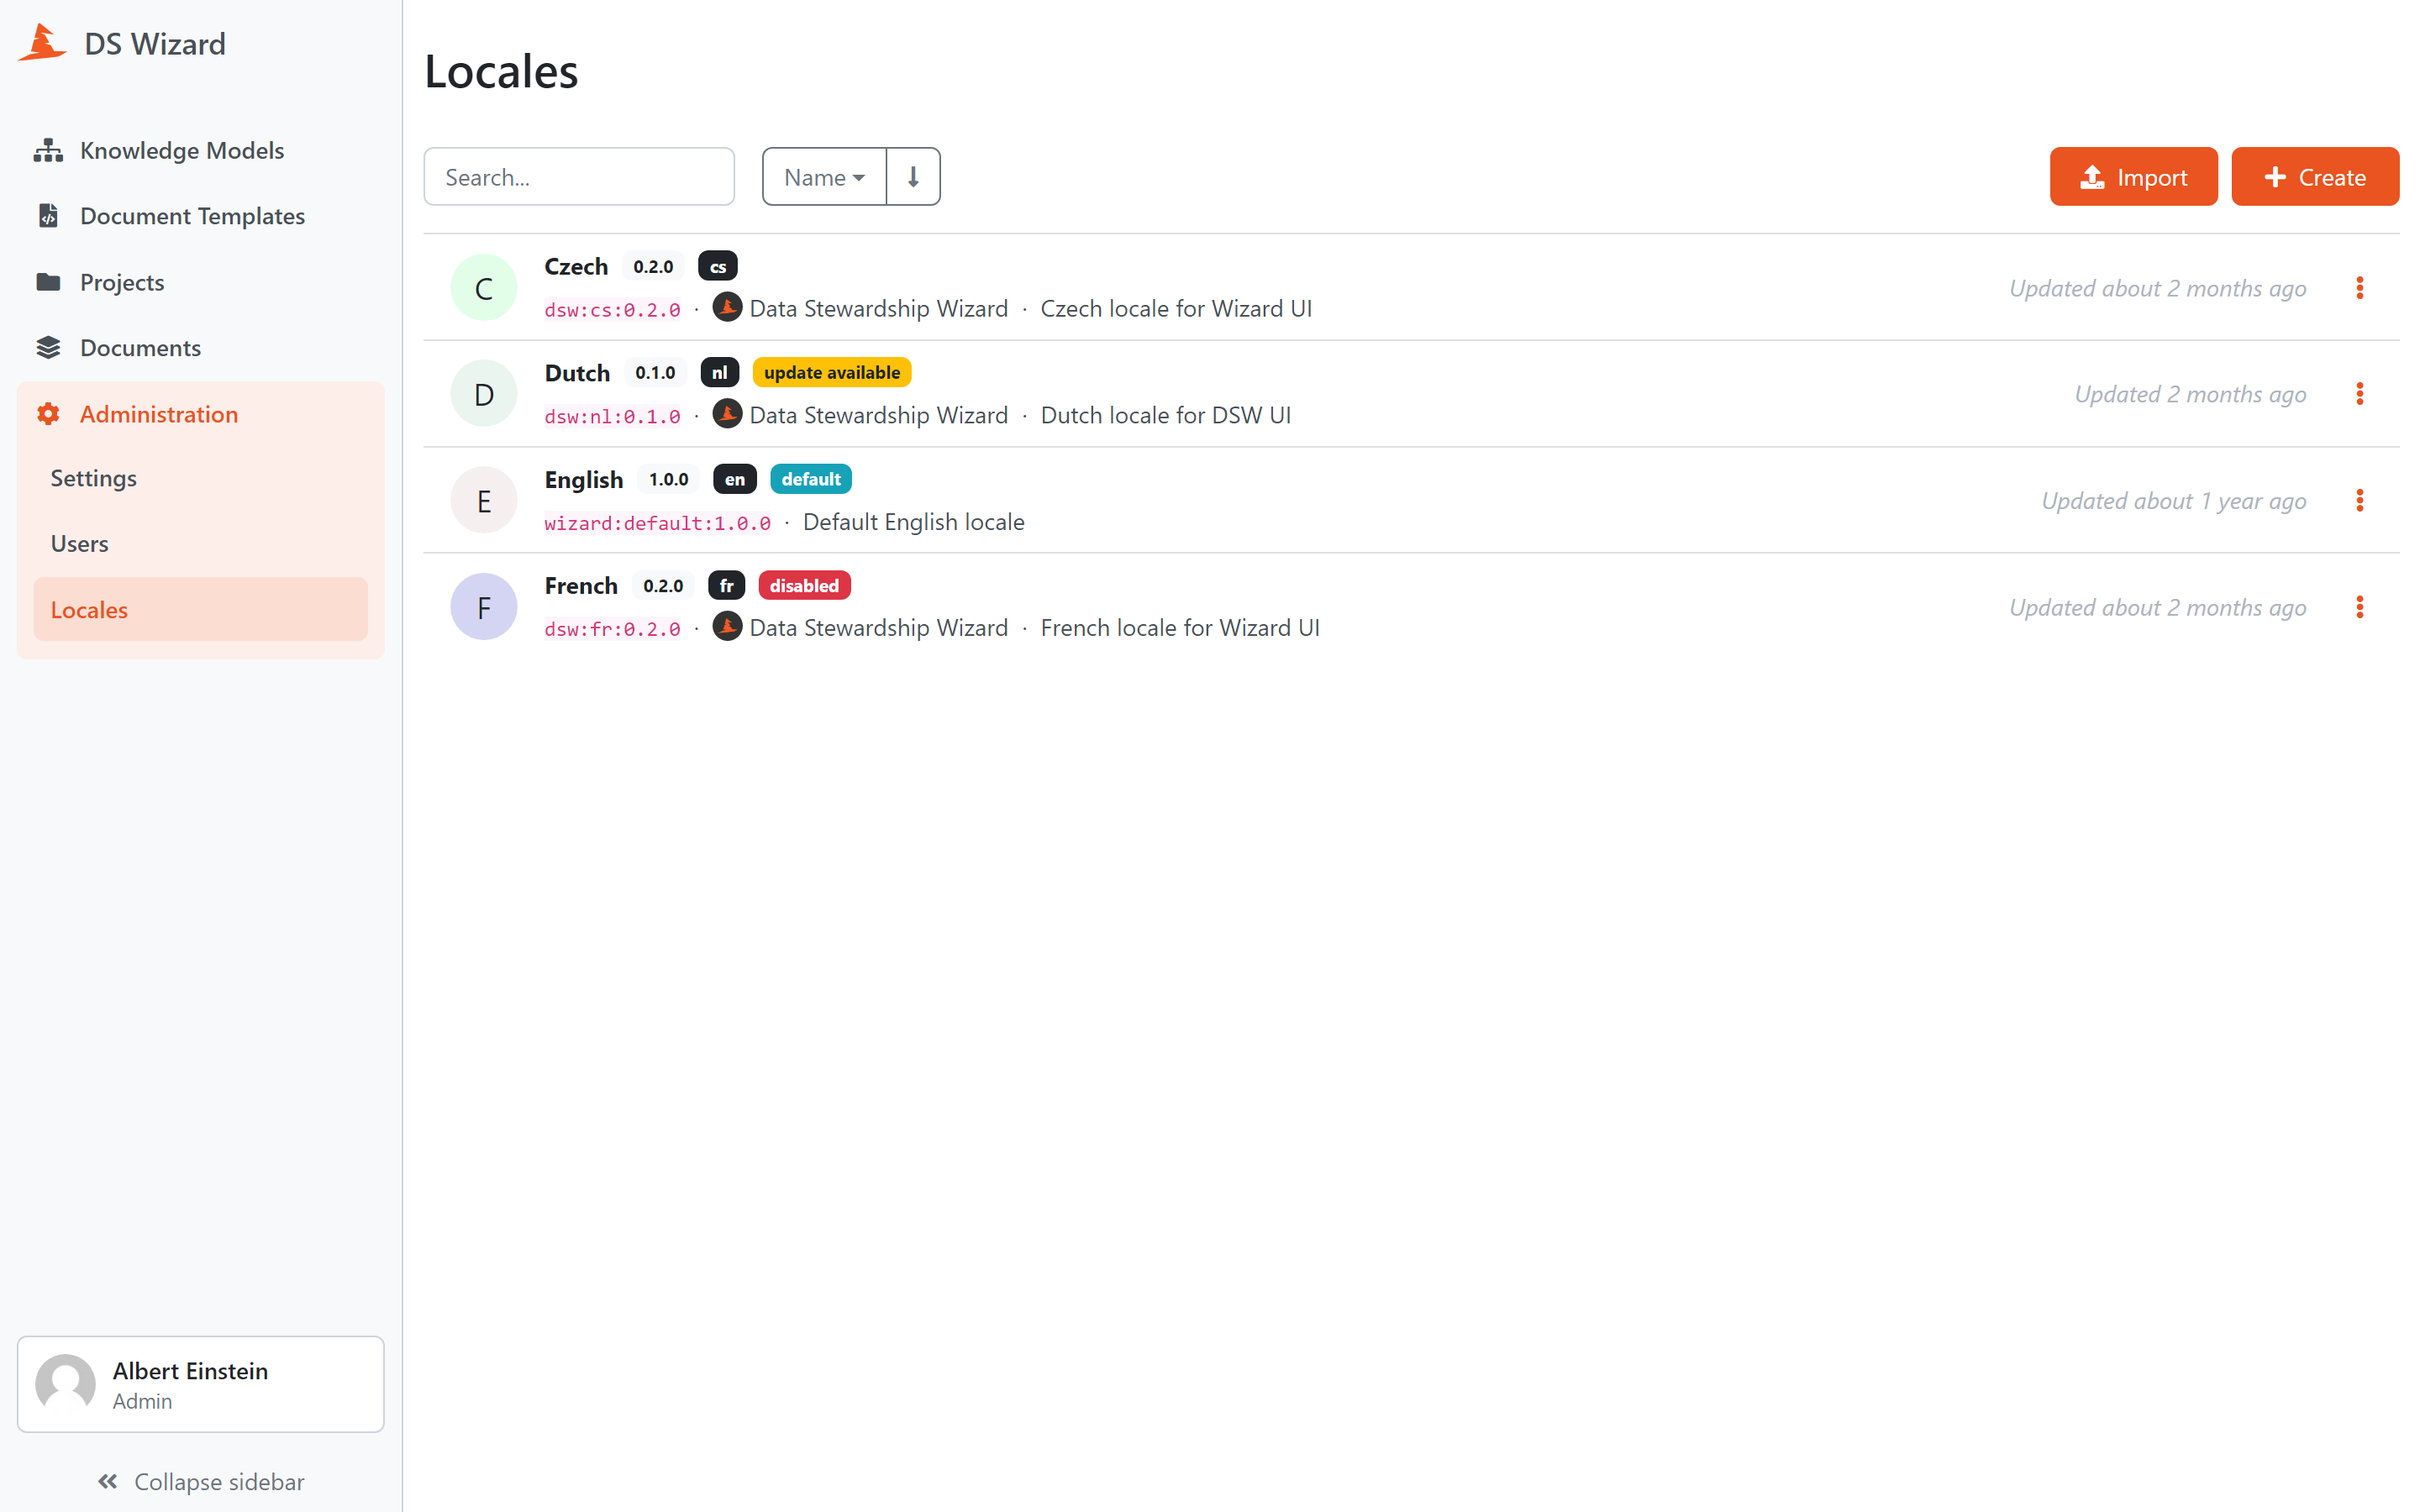 DS Wizard
Knowledge Models
Document Templates
Projects
Documents
Administration
Settings
Users
Locales
Albert Einstein
Admin
Collapse sidebar
Locales
Search... Name Import Create
C Czech 0.2.0 cs
dsw:cs:0.2.0 · Data Stewardship Wizard · Czech locale for Wizard UI Updated about 2 months ago
D Dutch 0.1.0 nl update available
dsw:nl:0.1.0 · Data Stewardship Wizard · Dutch locale for DSW UI Updated 2 months ago
E English 1.0.0 en default
wizard:default:1.0.0 · Default English locale Updated about 1 year ago
F French 0.2.0 fr disabled
dsw:fr:0.2.0 · Data Stewardship Wizard · French locale for Wizard UI Updated about 2 months ago